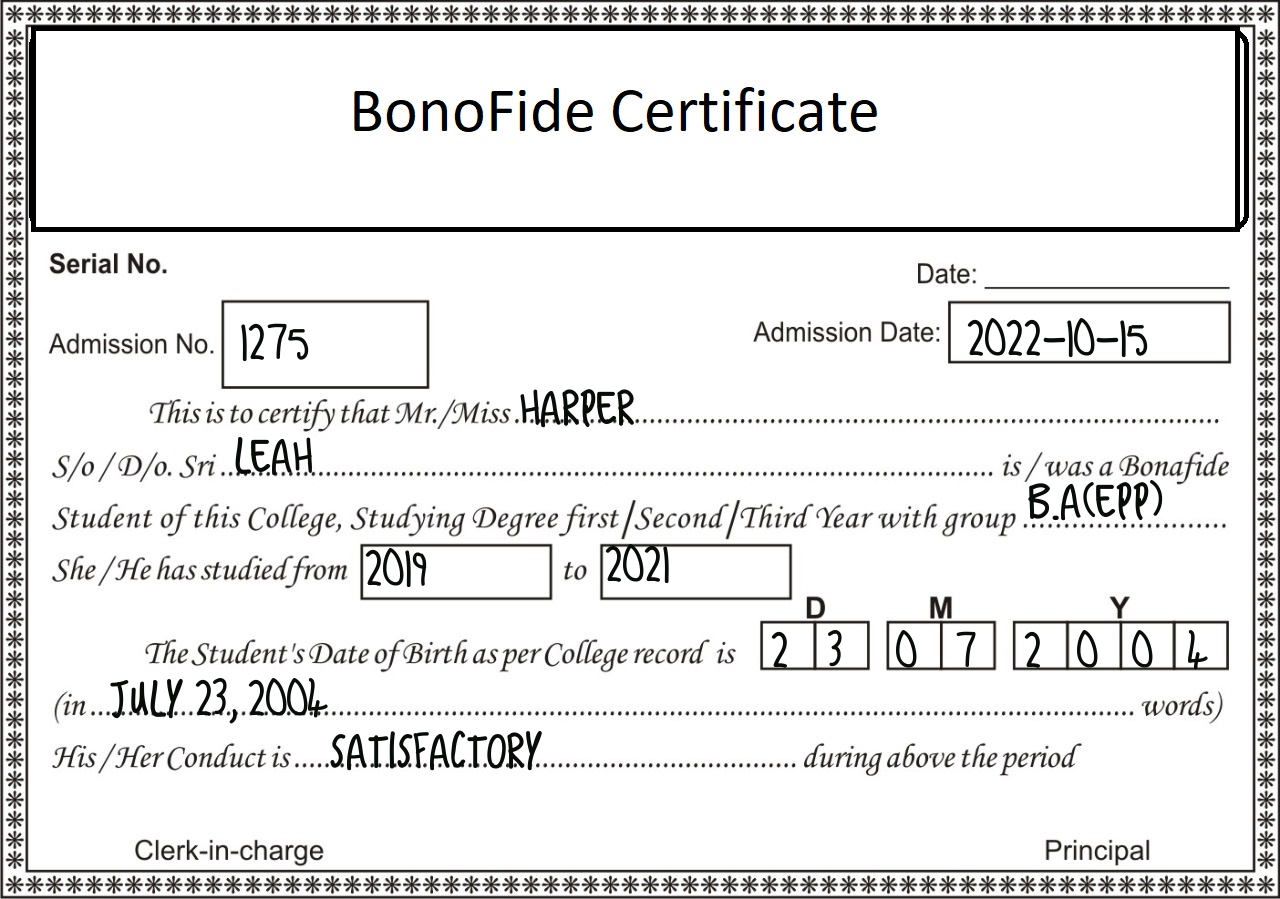 BonoFide Certificate
Serial No.
Date:
Admission No. 1275
Admission Date: 2022-10-15
This is to certify that Mr./Miss HARPER
S/o / D/o. Sri LEAH is / was a Bonafide
Student of this College, Studying Degree first/Second/Third Year with group B.A(EPP)
She / He has studied from 2019 to 2021
D M Y
The Student's Date of Birth as per College record is 2 3 0 7 2 0 0 4
(in JULY 23, 2004 words)
His / Her Conduct is SATISFACTORY during above the period
Clerk-in-charge Principal